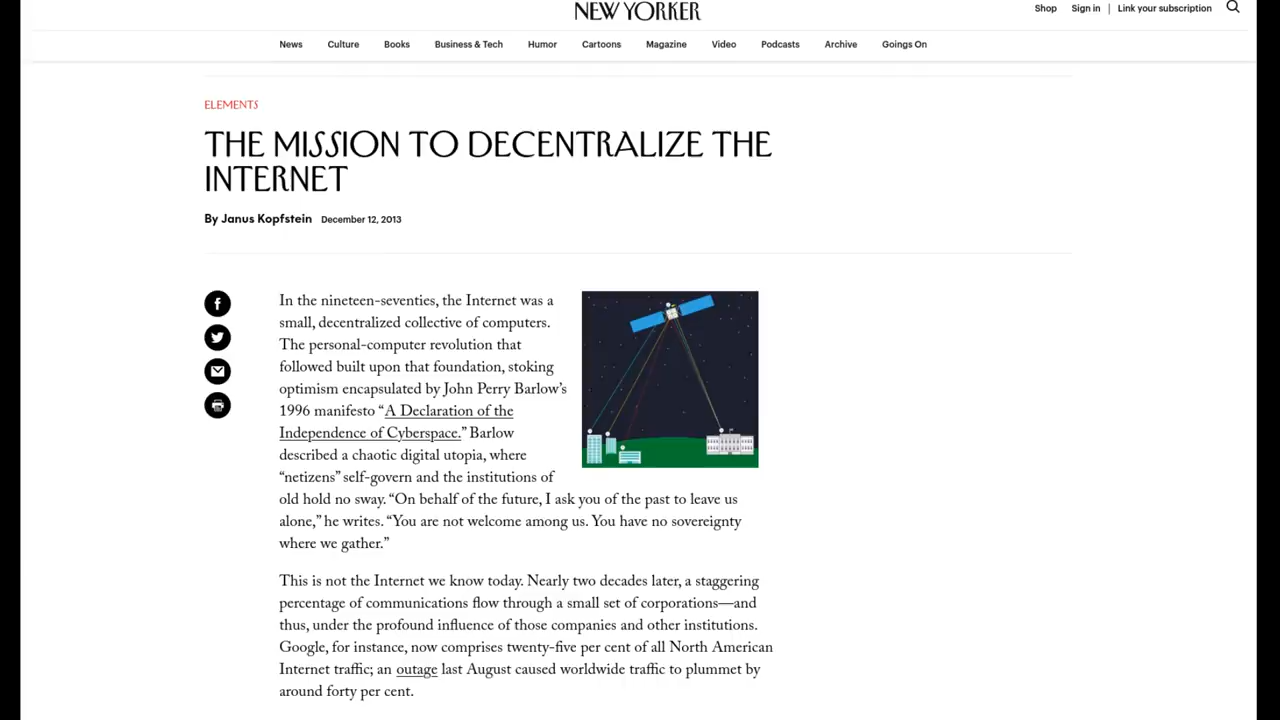 NEW YORKER
Shop Sign in | Link your subscription
News Culture Books Business & Tech Humor Cartoons Magazine Video Podcasts Archive Goings On
ELEMENTS
THE MISSION TO DECENTRALIZE THE
INTERNET
By Janus Kopfstein December 12, 2013
In the nineteen-seventies, the Internet was a
small, decentralized collective of computers.
The personal-computer revolution that
followed built upon that foundation, stoking
optimism encapsulated by John Perry Barlow’s
1996 manifesto “A Declaration of the
Independence of Cyberspace.” Barlow
described a chaotic digital utopia, where
“netizens” self-govern and the institutions of
old hold no sway. “On behalf of the future, I ask you of the past to leave us
alone,” he writes. “You are not welcome among us. You have no sovereignty
where we gather.”
This is not the Internet we know today. Nearly two decades later, a staggering
percentage of communications flow through a small set of corporations—and
thus, under the profound influence of those companies and other institutions.
Google, for instance, now comprises twenty-five per cent of all North American
Internet traffic; an outage last August caused worldwide traffic to plummet by
around forty per cent.